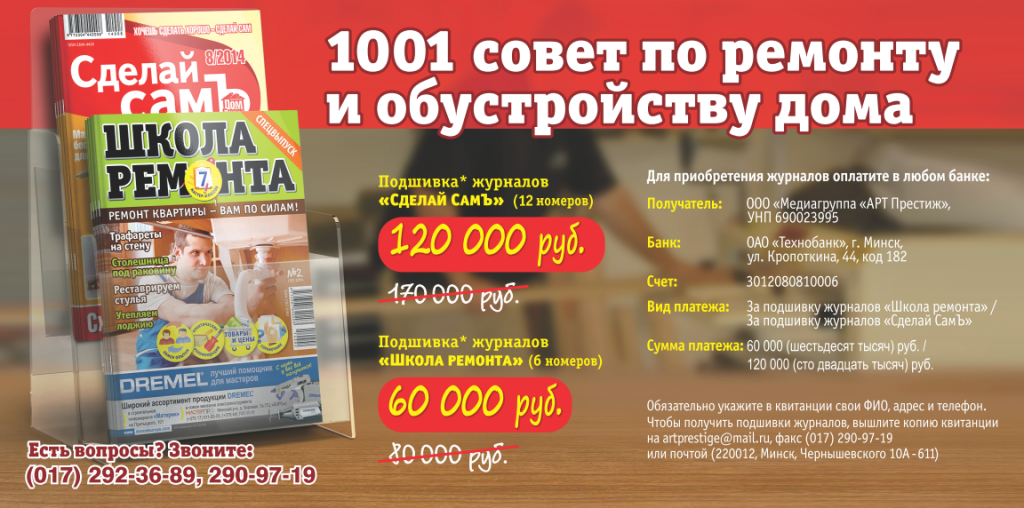 ХОЧЕШЬ СДЕЛАТЬ ХОРОШО - СДЕЛАЙ САМ
8/2014
Сделай
самЪ
Дом
СПЕЦВЫПУСК
ШКОЛА
РЕМОНТА
РЕМОНТ КВАРТИРЫ – ВАМ ПО СИЛАМ!
Трафареты
на стену
Столешница
под раковину
Реставрируем
стулья
Утепляем
лоджию
№2
ТОВАРЫ
И ЦЕНЫ
DREMEL лучший помощник
для мастеров
Широкий ассортимент продукции DREMEL
Есть вопросы? Звоните:
(017) 292-36-89, 290-97-19
1001 совет по ремонту
и обустройству дома
Подшивка* журналов
«СДЕЛАЙ САМЪ» (12 номеров)
120 000 руб.
170 000 руб.
Подшивка* журналов
«ШКОЛА РЕМОНТА» (6 номеров)
60 000 руб.
80 000 руб.
Для приобретения журналов оплатите в любом банке:
Получатель: ООО «Медиагруппа «АРТ Престиж»,
УНП 690023995
Банк: ОАО «Технобанк», г. Минск,
ул. Кропоткина, 44, код 182
Счет: 3012080810006
Вид платежа: За подшивку журналов «Школа ремонта» /
За подшивку журналов «Сделай СамЪ»
Сумма платежа: 60 000 (шестьдесят тысяч) руб. /
120 000 (сто двадцать тысяч) руб.
Обязательно укажите в квитанции свои ФИО, адрес и телефон.
Чтобы получить подшивки журналов, вышлите копию квитанции
на artprestige@mail.ru, факс (017) 290-97-19
или почтой (220012, Минск, Чернышевского 10А-611)